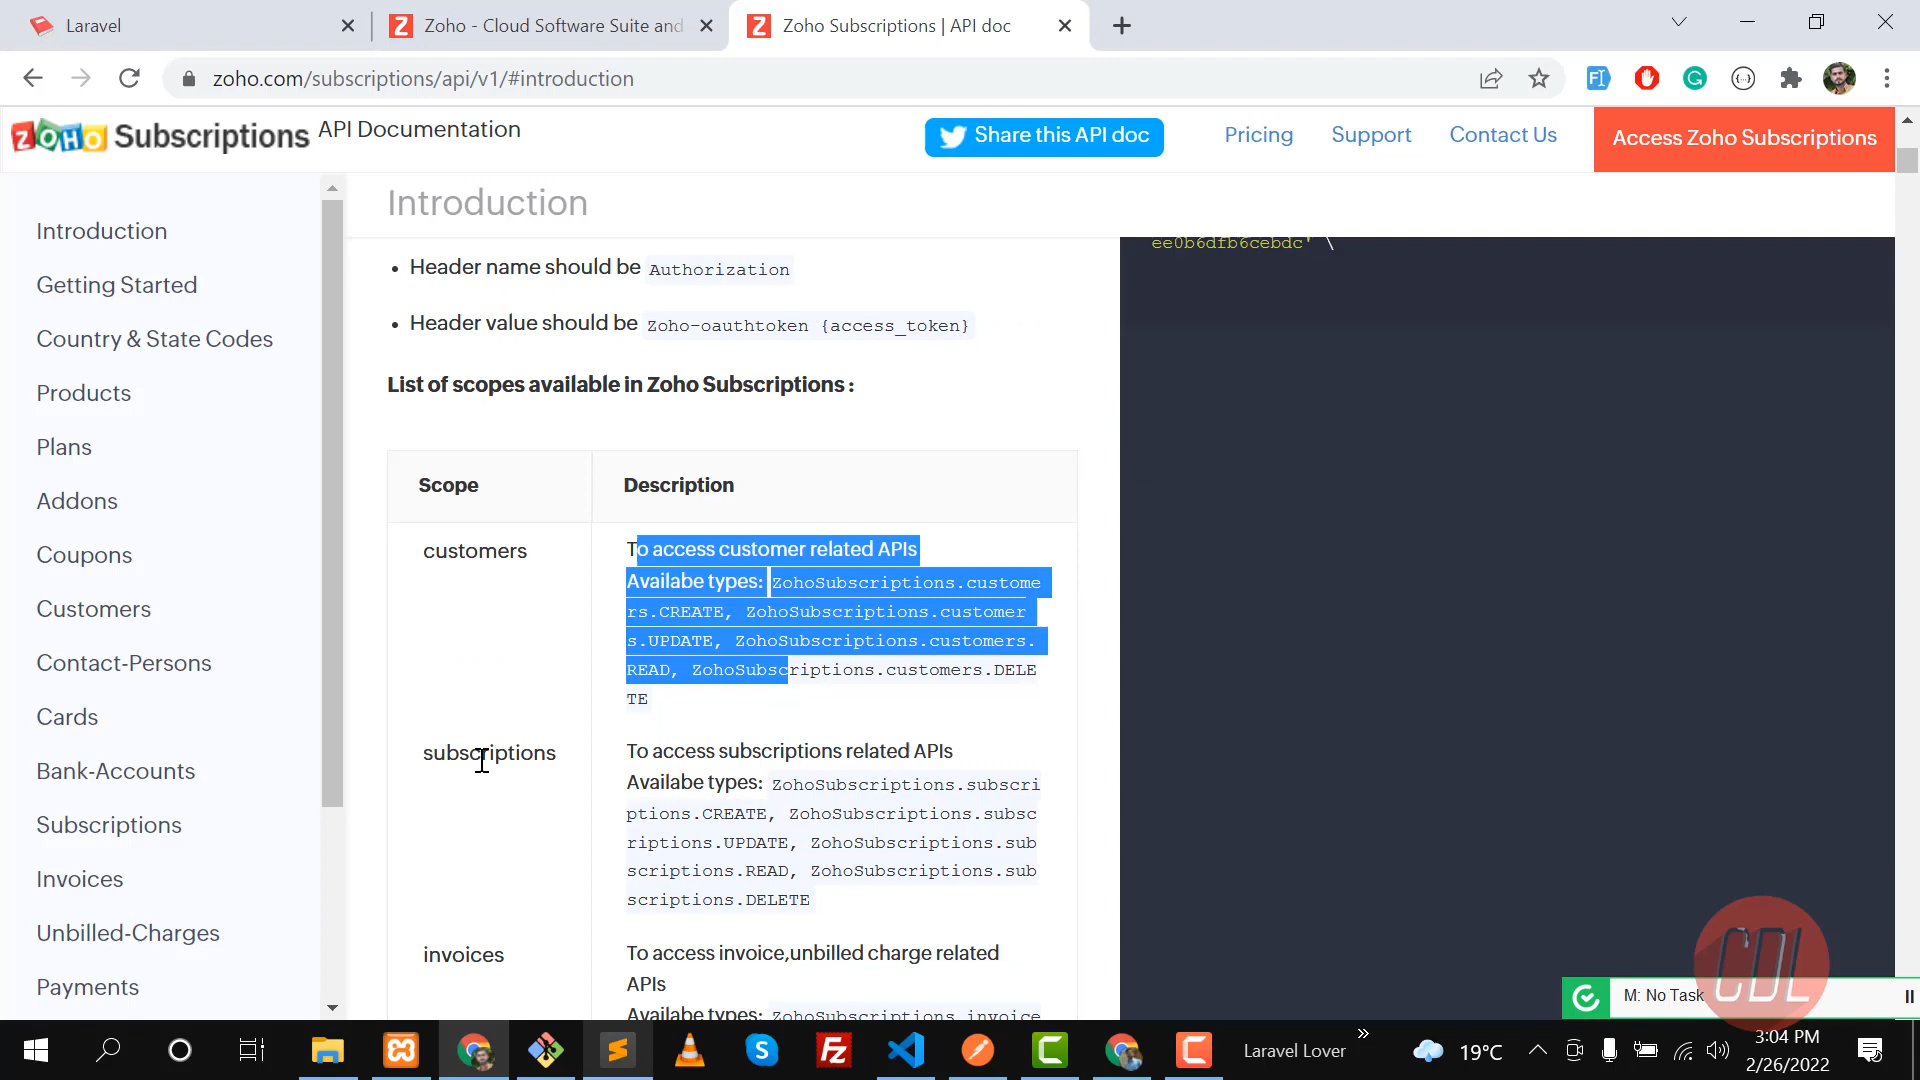 Laravel
Zoho - Cloud Software Suite and
Zoho Subscriptions | API doc
zoho.com/subscriptions/api/v1/#introduction
ZOHO Subscriptions API Documentation
Share this API doc
Pricing
Support
Contact Us
Access Zoho Subscriptions
Introduction
Getting Started
Country & State Codes
Products
Plans
Addons
Coupons
Customers
Contact-Persons
Cards
Bank-Accounts
Subscriptions
Invoices
Unbilled-Charges
Payments
Introduction
Header name should be Authorization
Header value should be Zoho-oauthtoken {access_token}
List of scopes available in Zoho Subscriptions :
Scope
Description
customers
To access customer related APIs
Availabe types: ZohoSubscriptions.custome
rs.CREATE, ZohoSubscriptions.customer
s.UPDATE, ZohoSubscriptions.customers.
READ, ZohoSubscriptions.customers.DELE
TE
subscriptions
To access subscriptions related APIs
Availabe types: ZohoSubscriptions.subscri
ptions.CREATE, ZohoSubscriptions.subsc
riptions.UPDATE, ZohoSubscriptions.sub
scriptions.READ, ZohoSubscriptions.sub
scriptions.DELETE
invoices
To access invoice,unbilled charge related
APIs
Availabe types: ZohoSubscriptions.invoice
ee0b6dfb6cebdc' \
CDL
M: No Task
Laravel Lover
19°C
3:04 PM
2/26/2022